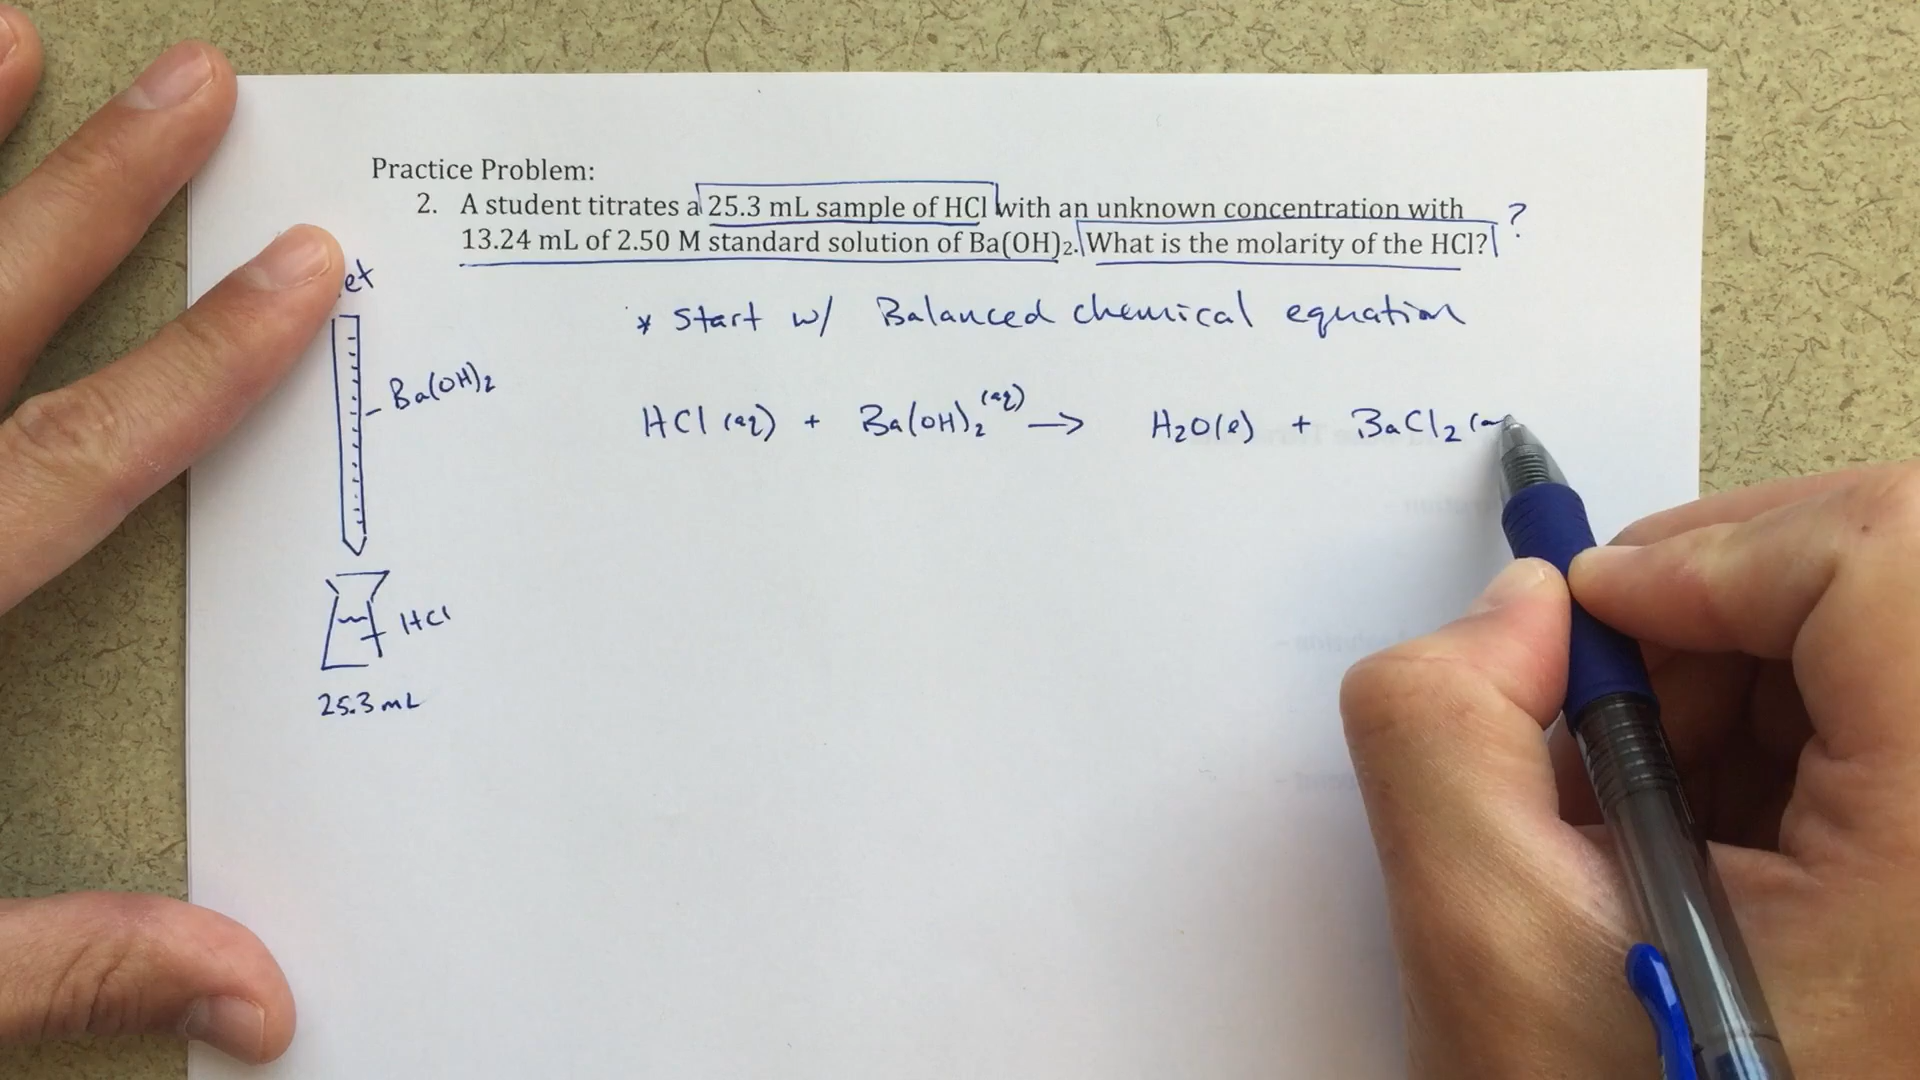 Practice Problem:
2. A student titrates a 25.3 mL sample of HCl with an unknown concentration with
13.24 mL of 2.50 M standard solution of Ba(OH)₂. What is the molarity of the HCl? ?
* Start w/ Balanced chemical equation
HCl (aq) + Ba(OH)₂ (aq) → H₂O(l) + BaCl₂
Ba(OH)₂
HCl
25.3 mL